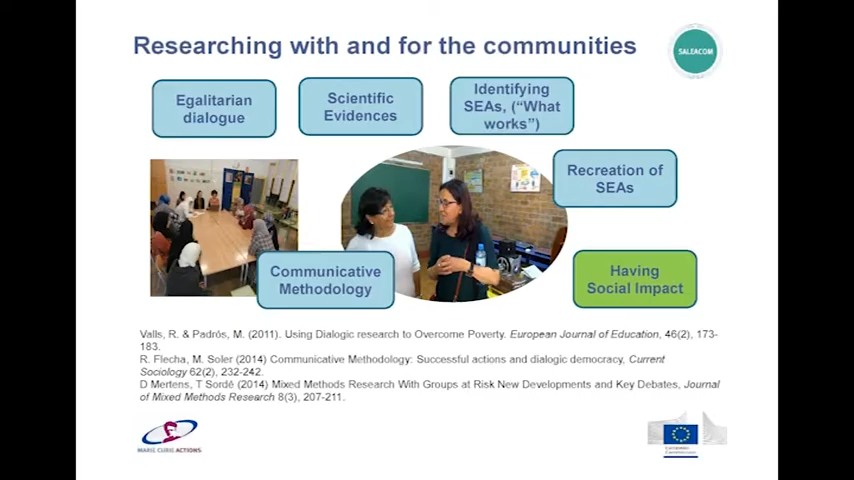 Researching with and for the communities
SALEACOM
Egalitarian
dialogue
Scientific
Evidences
Identifying
SEAs, ("What
works")
Recreation of
SEAs
Communicative
Methodology
Having
Social Impact
Valls, R. & Padrós, M. (2011). Using Dialogic research to Overcome Poverty. European Journal of Education, 46(2), 173-
183.
R. Flecha, M. Soler (2014) Communicative Methodology: Successful actions and dialogic democracy, Current
Sociology 62(2), 232-242.
D Mertens, T Sordé (2014) Mixed Methods Research With Groups at Risk New Developments and Key Debates, Journal
of Mixed Methods Research 8(3), 207-211.
MARIE CURIE ACTIONS
European
Commission